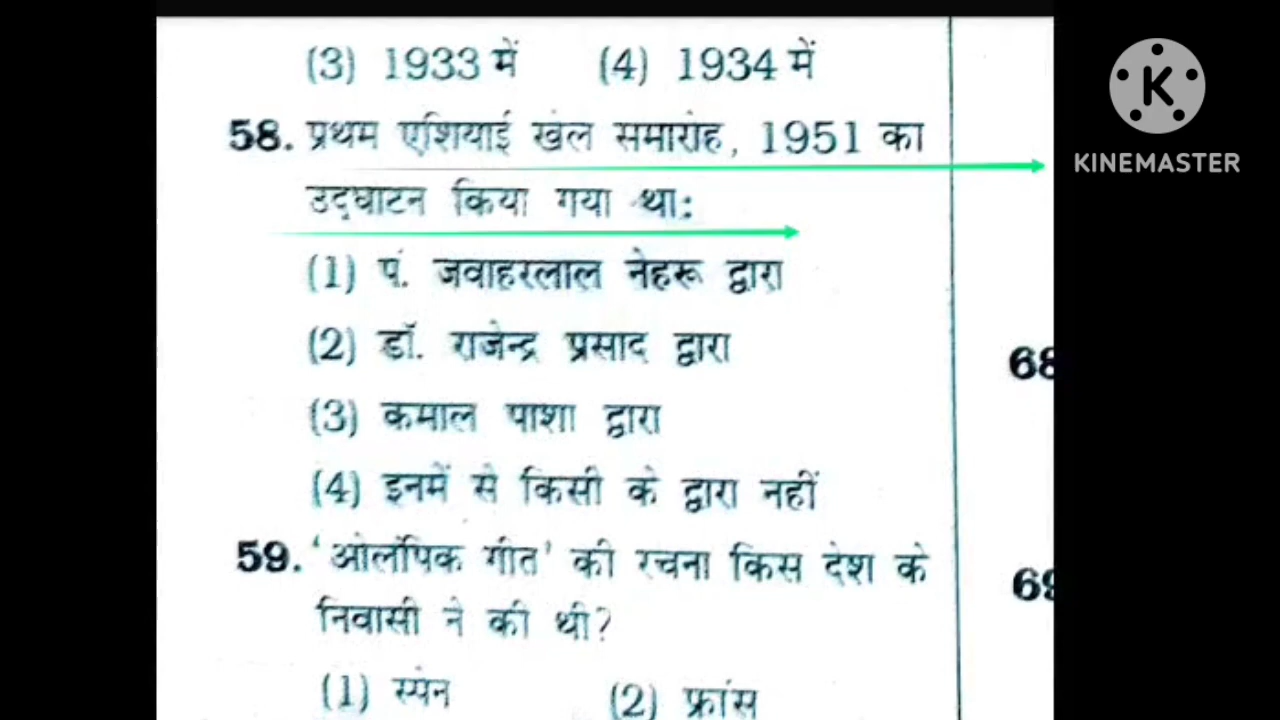 (3) 1933 में (4) 1934 में
58. प्रथम एशियाई खेल समारोह, 1951 का
उद्घाटन किया गया था:
(1) पं. जवाहरलाल नेहरू द्वारा
(2) डॉ. राजेन्द्र प्रसाद द्वारा
(3) कमाल पाशा द्वारा
(4) इनमें से किसी के द्वारा नहीं
59. 'ओलंपिक गीत' की रचना किस देश के
निवासी ने की थी?
(1) स्पेन (2) फ्रांस
68
K
KINEMASTER